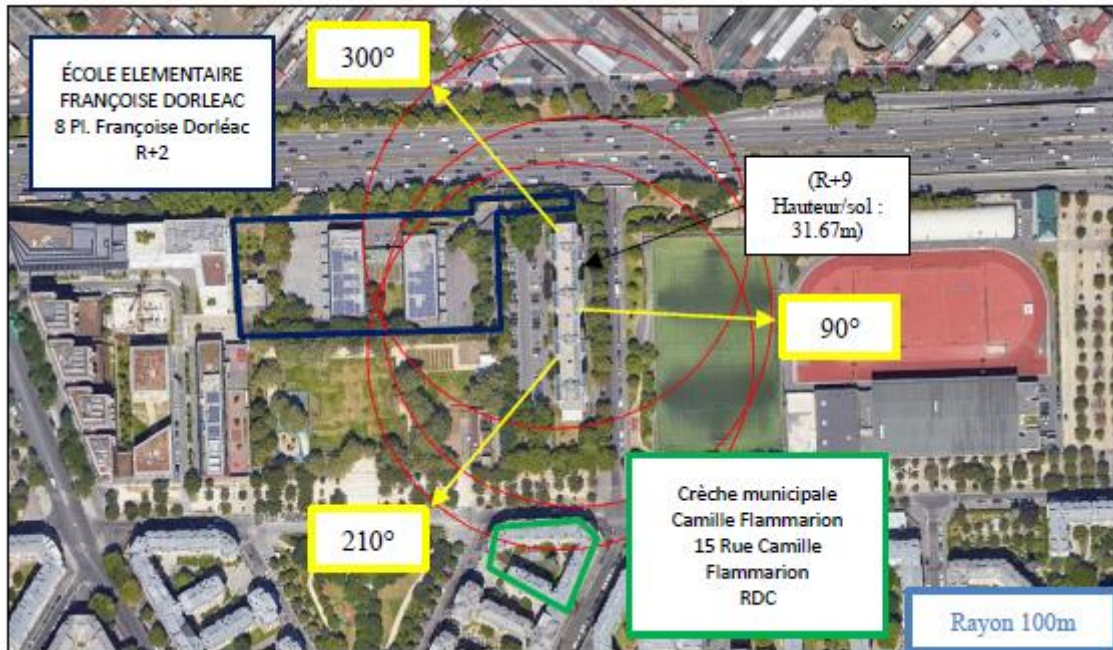 ÉCOLE ELEMENTAIRE
FRANÇOISE DORLEAC
8 Pl. Françoise Dorléac
R+2
300°
(R+9
Hauteur/sol :
31.67m)
90°
210°
Crèche municipale
Camille Flammarion
15 Rue Camille
Flammarion
RDC
Rayon 100m